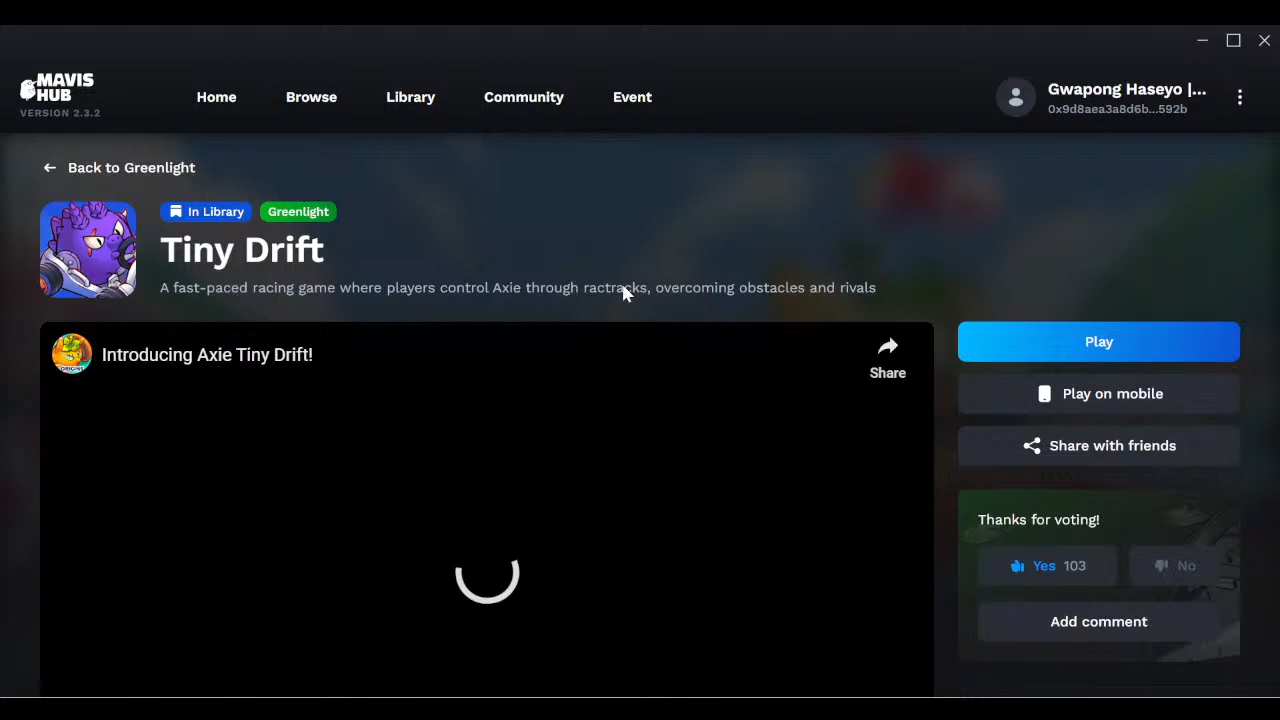 MAVIS
HUB
VERSION 2.3.2
Home
Browse
Library
Community
Event
Gwapong Haseyo |...
0x9d8aea3a8d6b...592b
Back to Greenlight
In Library
Greenlight
Tiny Drift
A fast-paced racing game where players control Axie through ractracks, overcoming obstacles and rivals
ORIGINS
Introducing Axie Tiny Drift!
Share
Play
Play on mobile
Share with friends
Thanks for voting!
Yes 103
No
Add comment